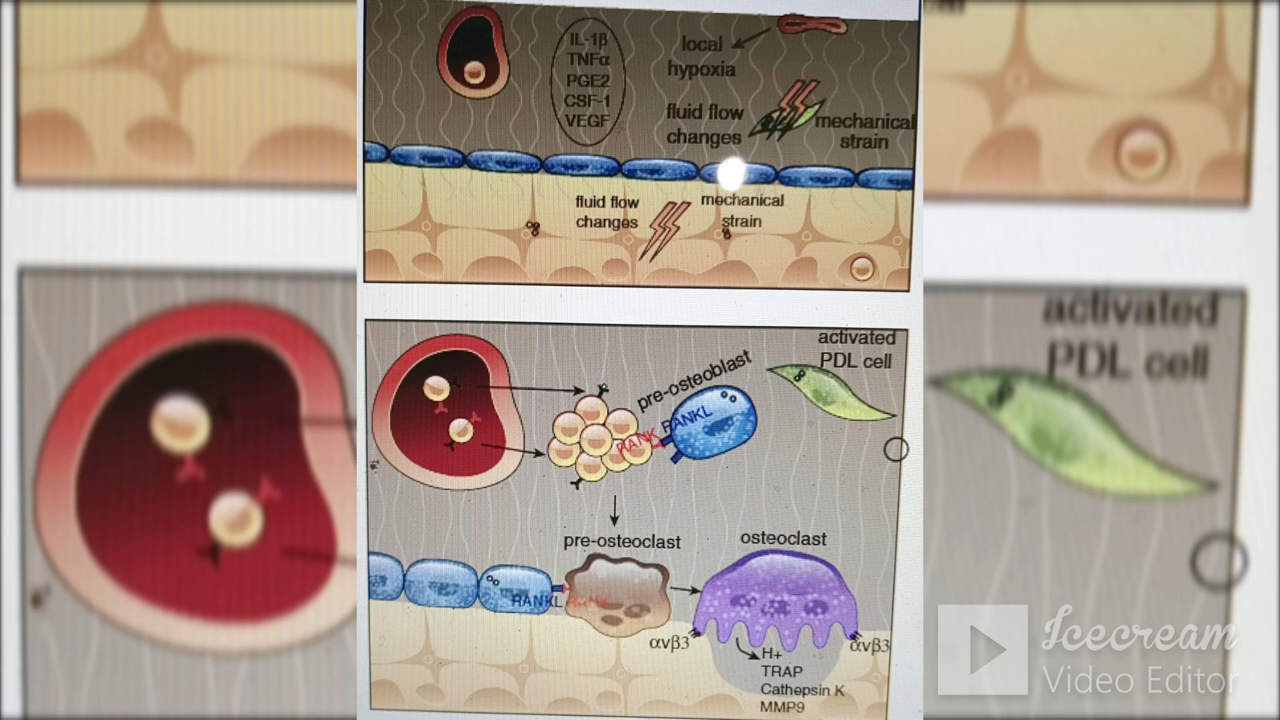 IL-1β
TNFα
PGE2
CSF-1
VEGF
local
hypoxia
fluid flow
changes
mechanical
strain
fluid flow
changes
mechanical
strain
activated
PDL cell
pre-osteoblast
RANKL
RANK
pre-osteoclast
osteoclast
RANKL
RANK
αvβ3
αvβ3
H+
TRAP
Cathepsin K
MMP9
activated
PDL cell
Icecream
Video Editor